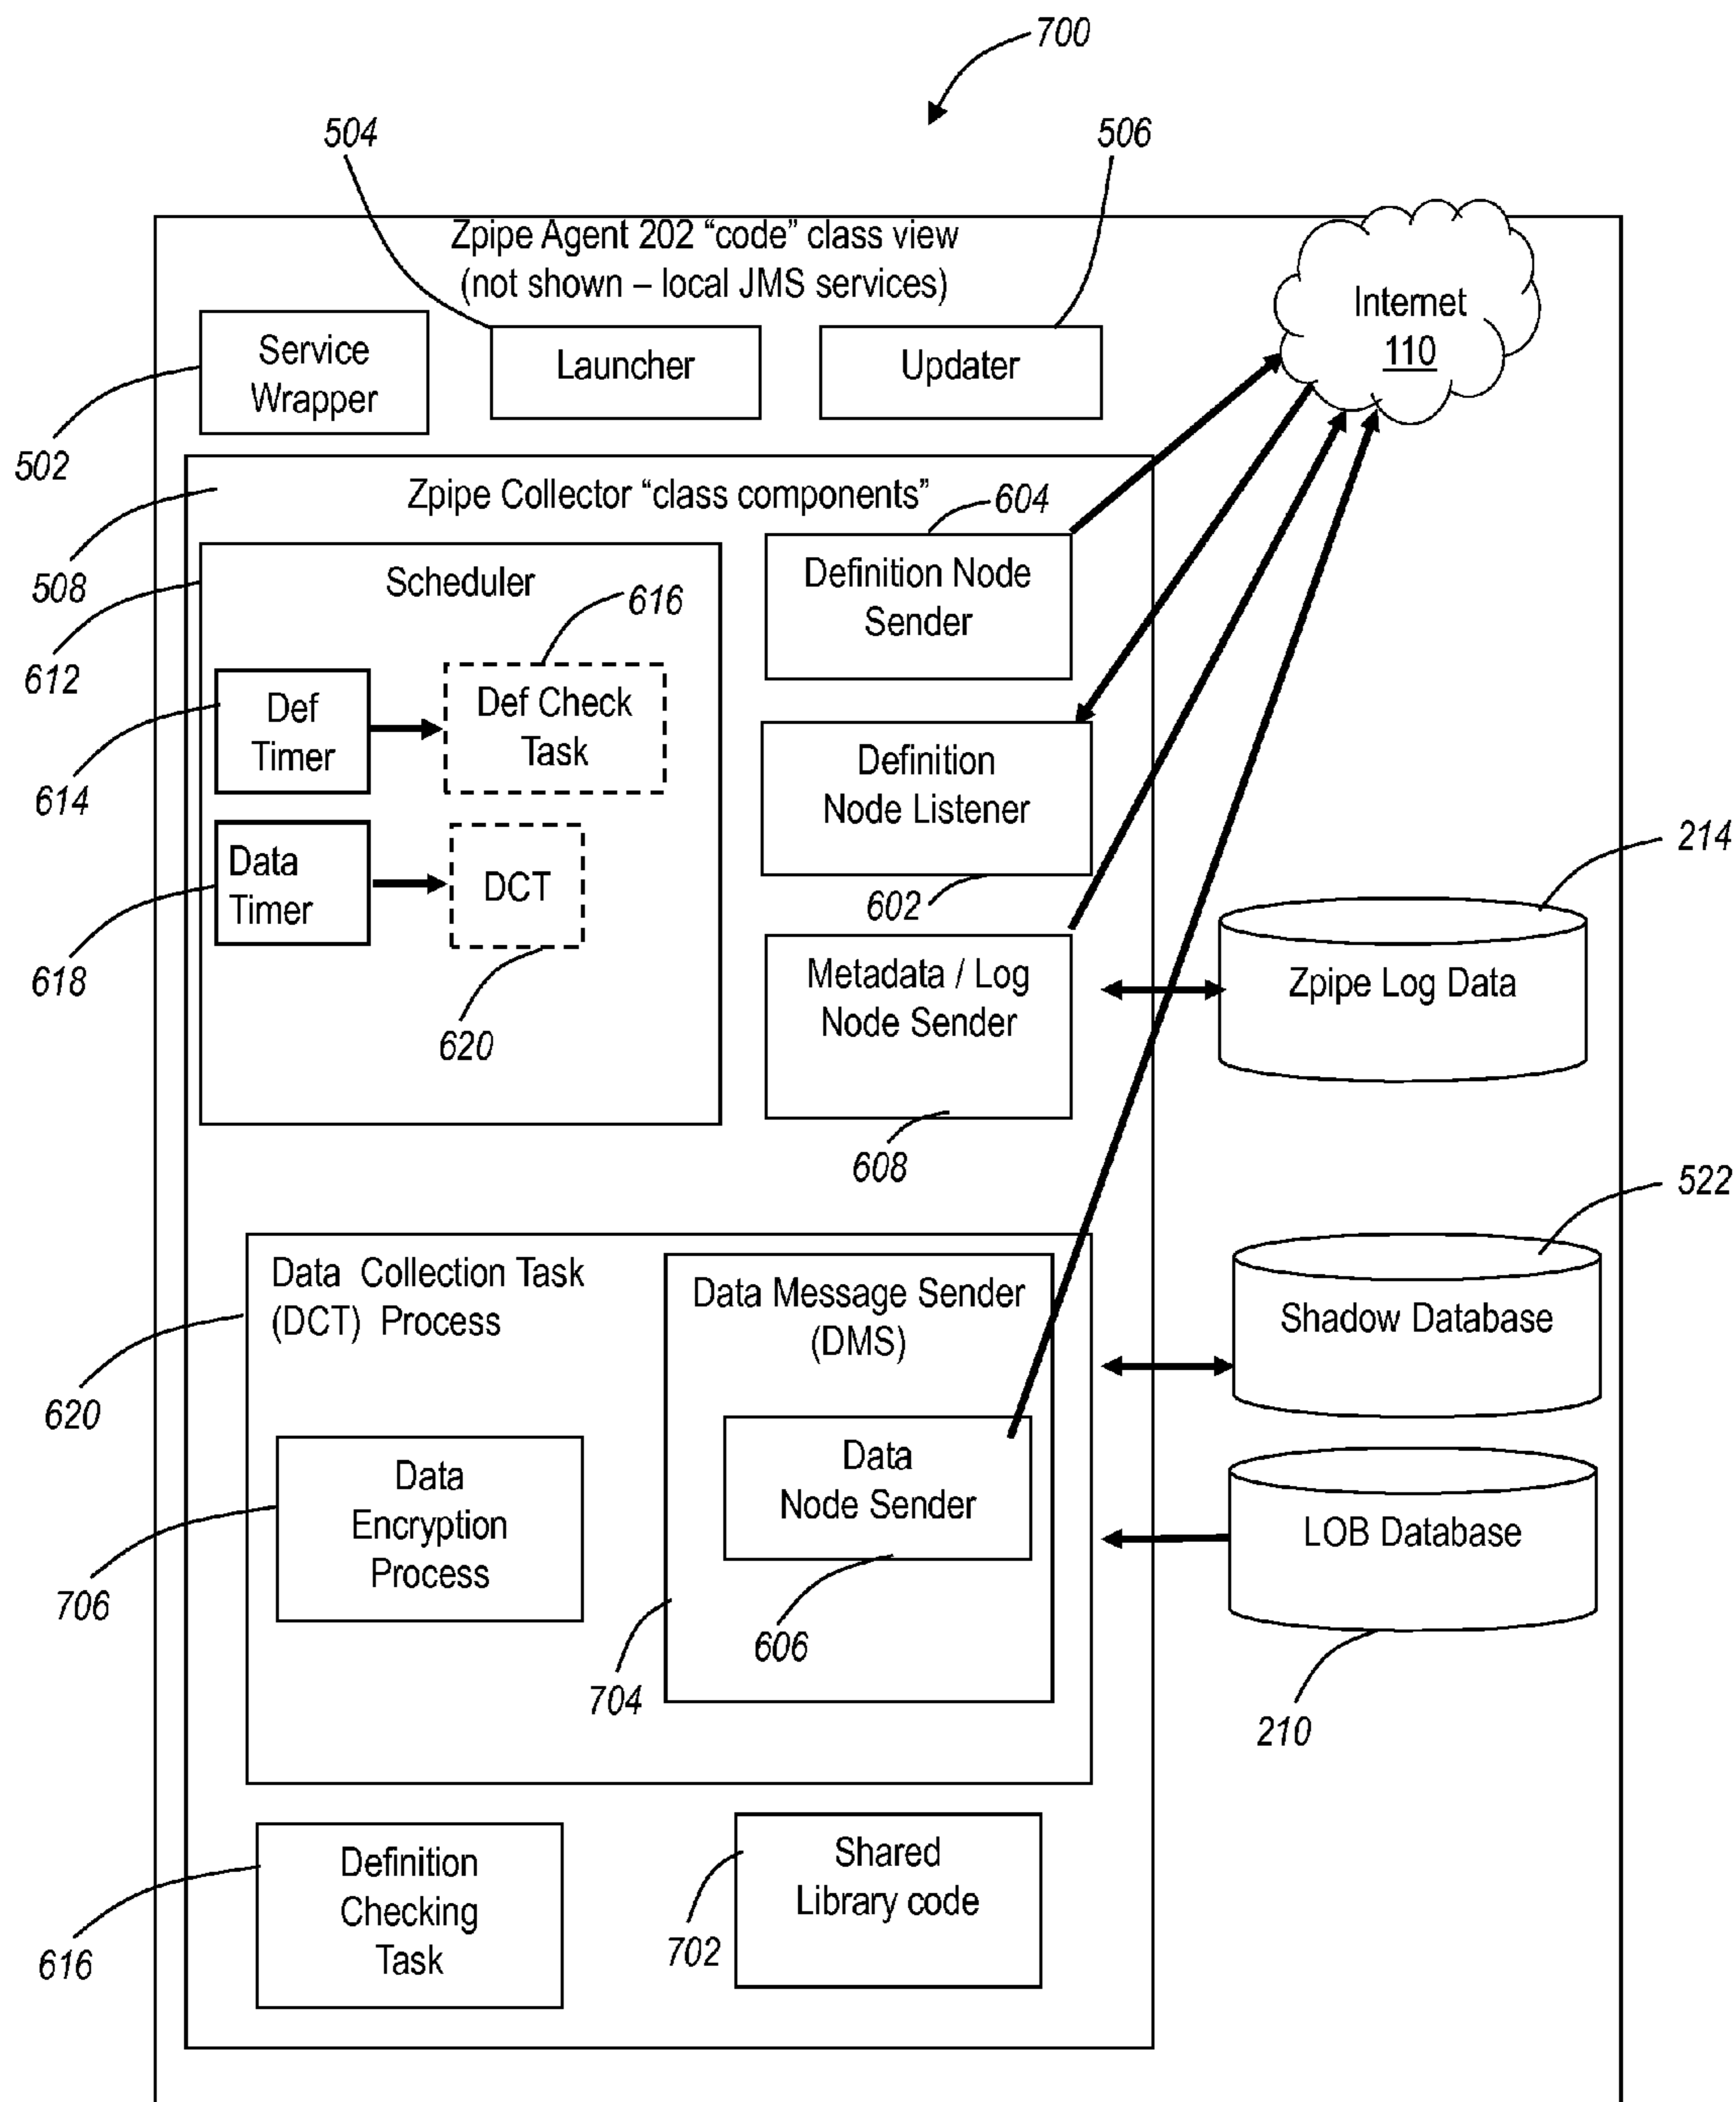 700
504
506
Zpipe Agent 202 “code” class view
(not shown – local JMS services)
Internet
110
Service
Wrapper
Launcher
Updater
502
Zpipe Collector “class components”
604
508
Scheduler
616
Definition Node
Sender
612
Def
Timer
Def Check
Task
614
Definition
Node Listener
214
Data
Timer
DCT
602
618
620
Metadata / Log
Node Sender
Zpipe Log Data
608
522
Data Collection Task
(DCT) Process
Data Message Sender
(DMS)
Shadow Database
620
Data
Encryption
Process
Data
Node Sender
LOB Database
706
606
704
210
Definition
Checking
Task
Shared
Library code
616
702